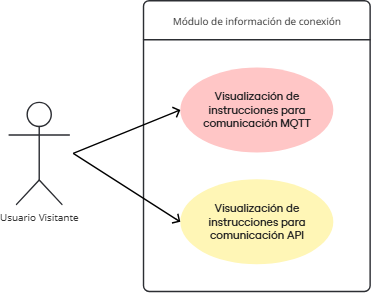 Módulo de información de conexión
Visualización de
instrucciones para
comunicación MQTT
Usuario Visitante
Visualización de
instrucciones para
comunicación API